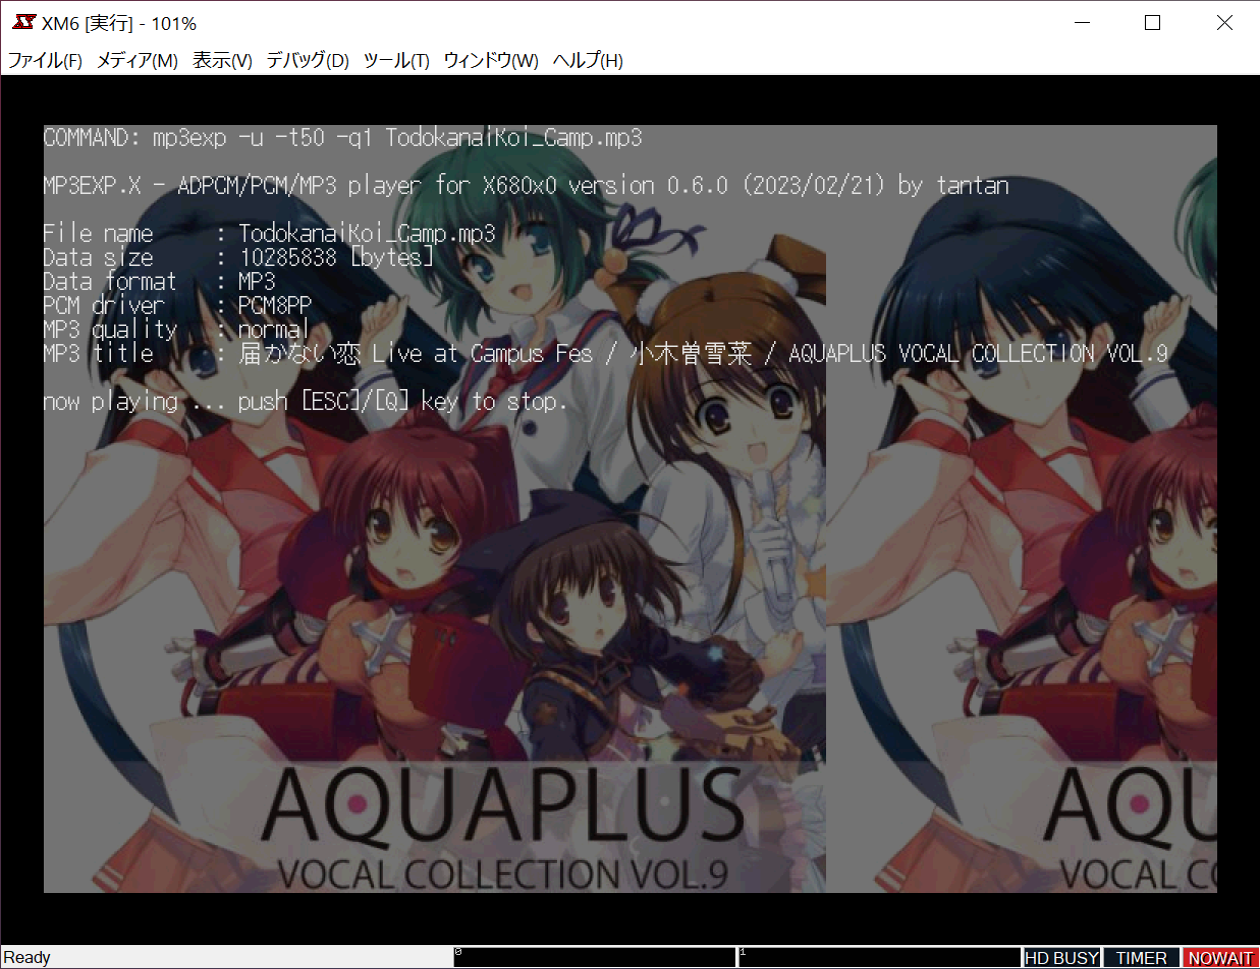 XM6 [実行] - 101%
ファイル(F) メディア(M) 表示(V) デバッグ(D) ツール(T) ウィンドウ(W) ヘルプ(H)
COMMAND: mp3exp -u -t50 -q1 TodokanaiKoi_Camp.mp3
MP3EXP.X - ADPCM/PCM/MP3 player for X680x0 version 0.6.0 (2023/02/21) by tantan
File name : TodokanaiKoi_Camp.mp3
Data size : 10285838 [bytes]
Data format : MP3
PCM driver : PCM8PP
MP3 quality : normal
MP3 title : 届かない恋 Live at Campus Fes / 小木曽雪菜 / AQUAPLUS VOCAL COLLECTION VOL.9
now playing ... push [ESC]/[Q] key to stop.
AQUAPLUS AQU
VOCAL COLLECTION VOL.9 VOCAL C
Ready 0 1 HD BUSY TIMER NOWAIT